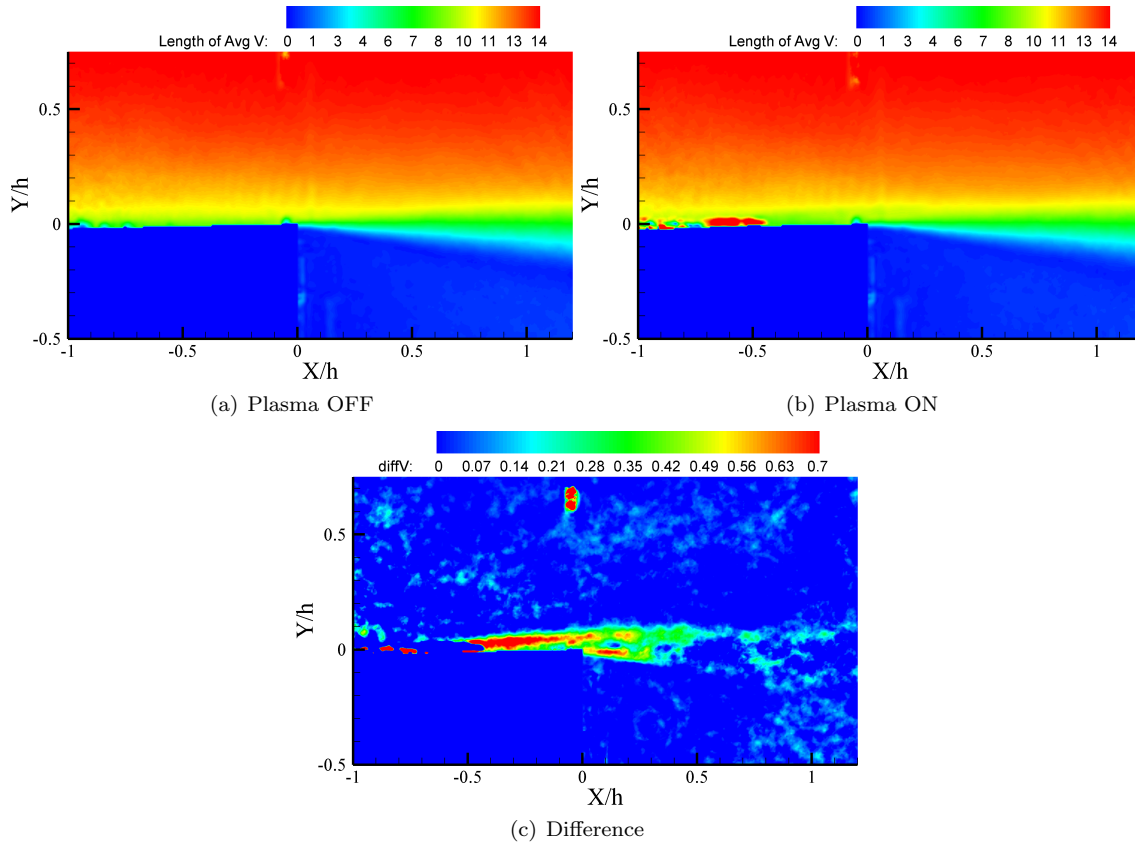 Length of Avg V: 0 1 3 4 6 7 8 10 11 13 14
Y/h
0.5
0
-0.5
-1 -0.5 0 0.5 1
X/h
(a) Plasma OFF
Length of Avg V: 0 1 3 4 6 7 8 10 11 13 14
Y/h
0.5
0
-0.5
-1 -0.5 0 0.5 1
X/h
(b) Plasma ON
diffV: 0 0.07 0.14 0.21 0.28 0.35 0.42 0.49 0.56 0.63 0.7
Y/h
0.5
0
-0.5
-1 -0.5 0 0.5 1
X/h
(c) Difference